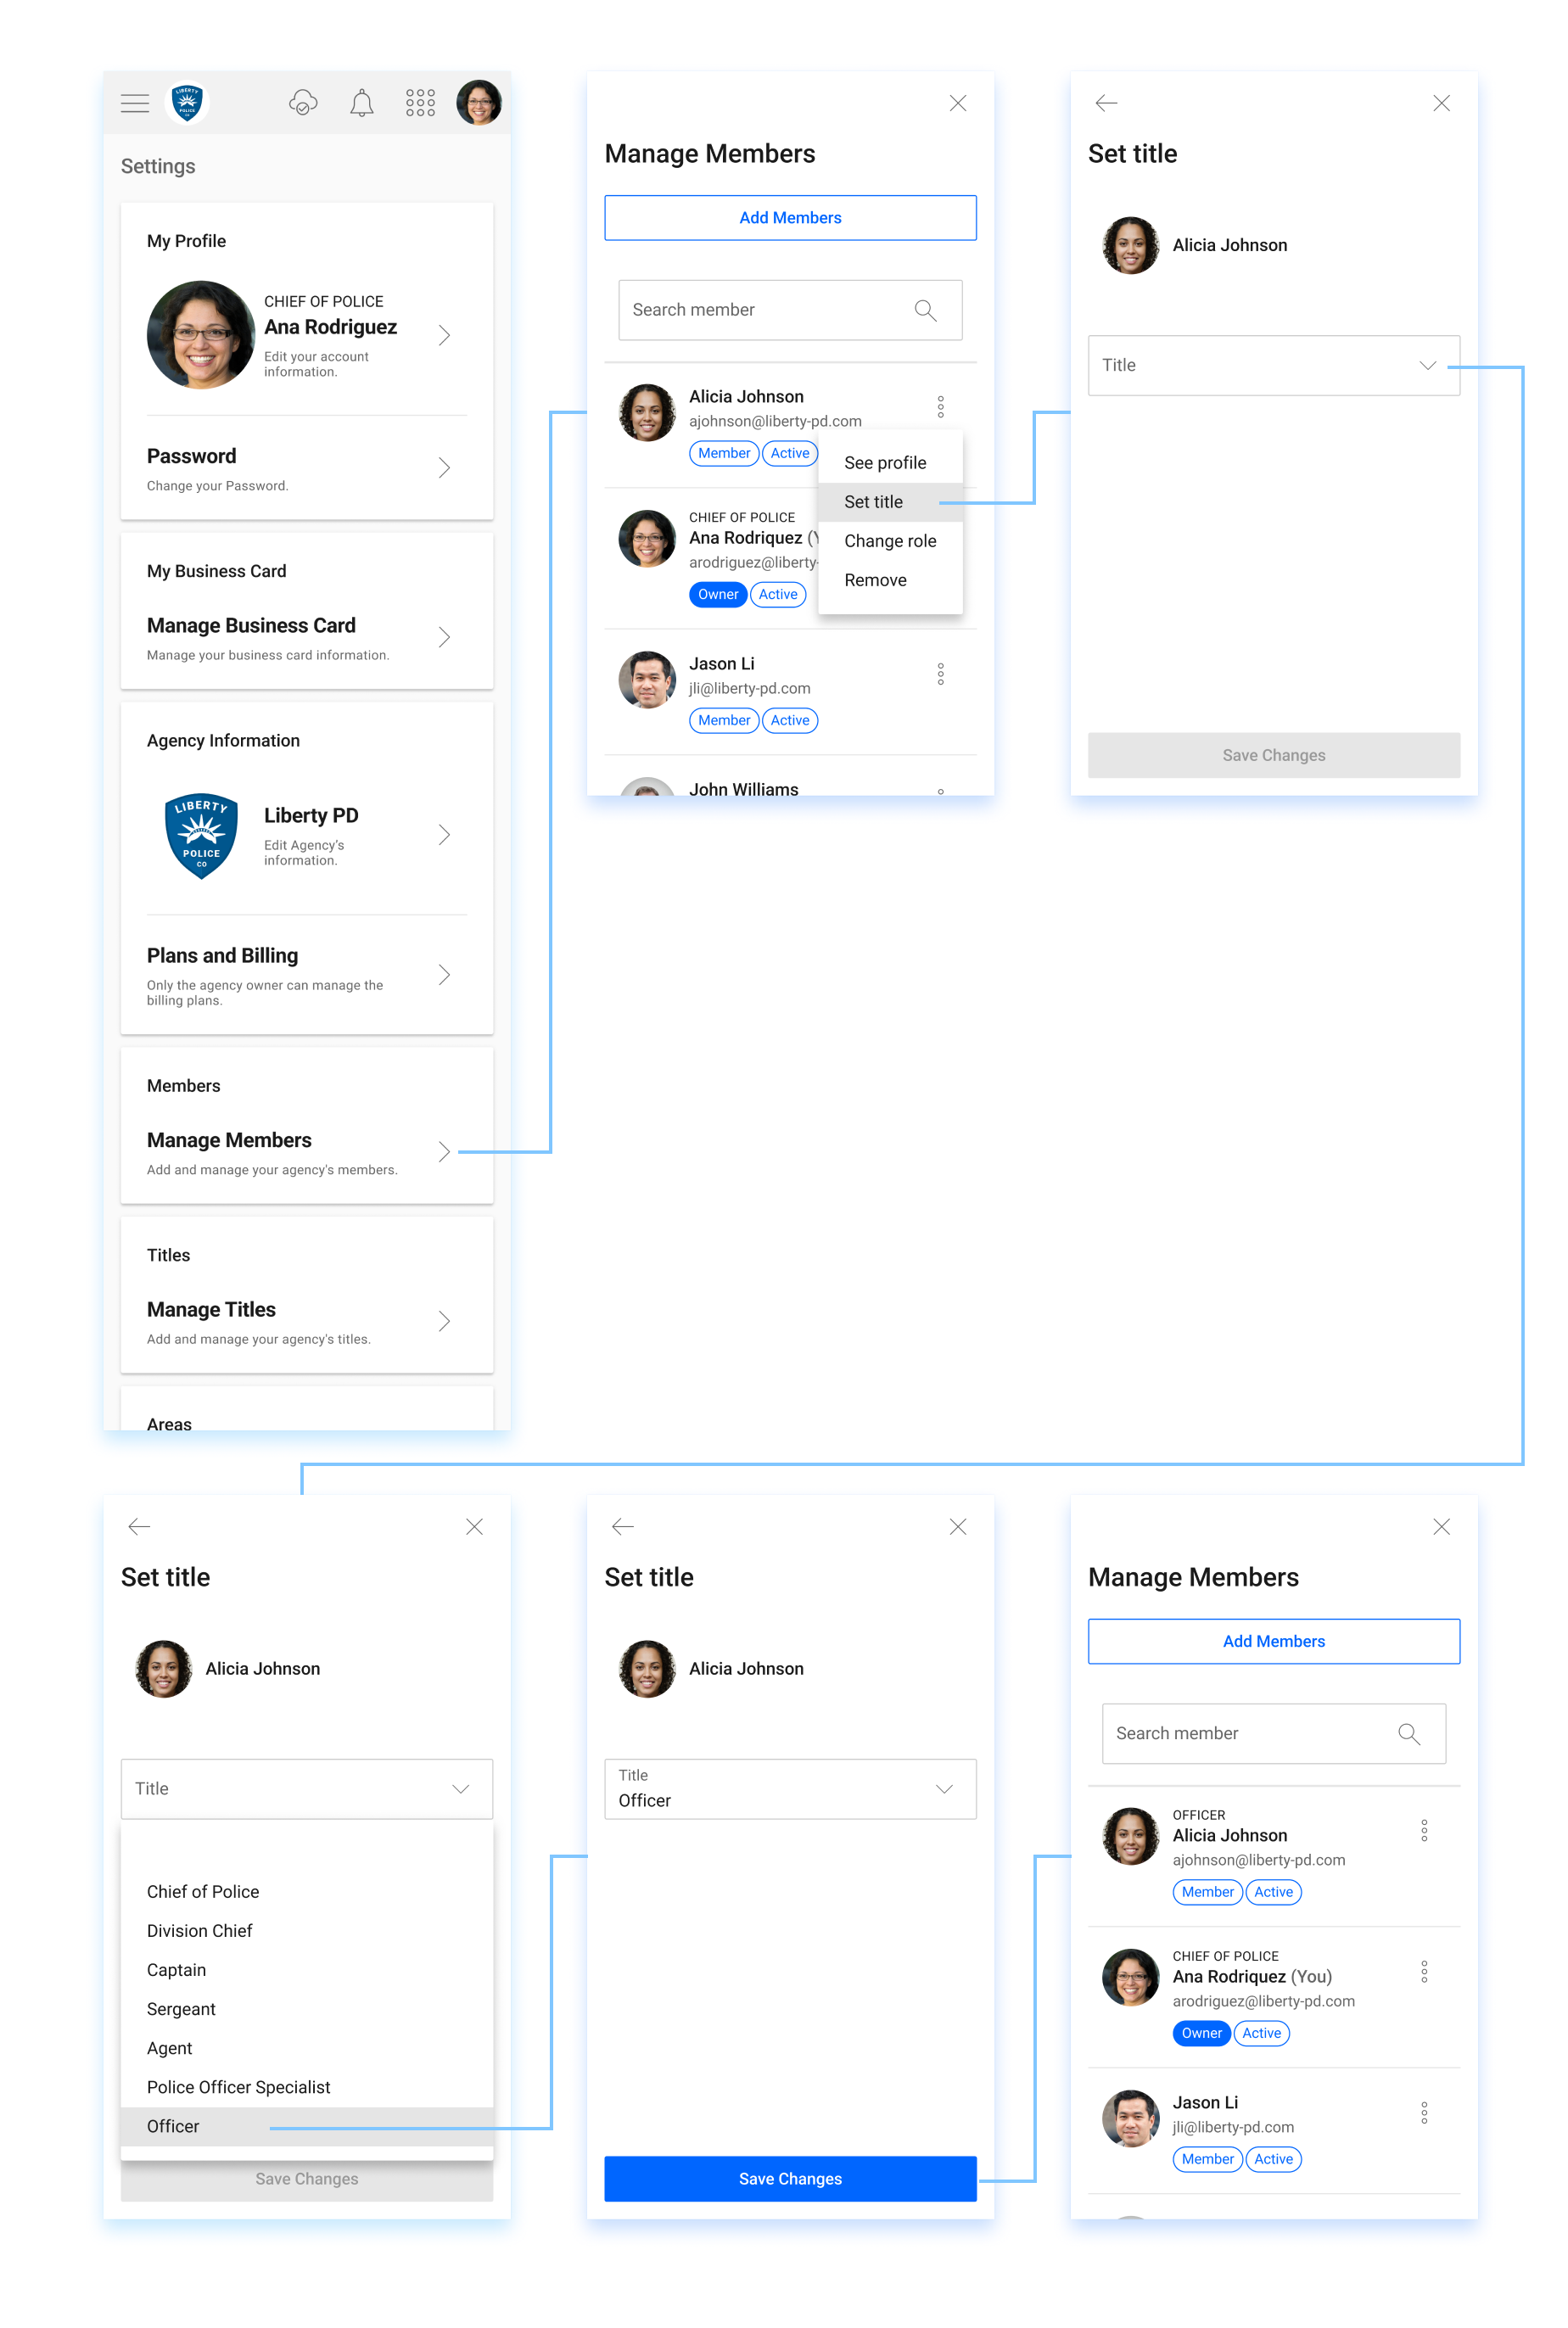 LIBERTY
POLICE
CO
Settings
My Profile
CHIEF OF POLICE
Ana Rodriguez
Edit your account
information.
Password
Change your Password.
My Business Card
Manage Business Card
Manage your business card information.
Agency Information
LIBERTY
POLICE
CO
Liberty PD
Edit Agency's
information.
Plans and Billing
Only the agency owner can manage the
billing plans.
Members
Manage Members
Add and manage your agency's members.
Titles
Manage Titles
Add and manage your agency's titles.
Areas
Manage Members
Add Members
Search member
Alicia Johnson
ajohnson@liberty-pd.com
Member Active
See profile
Set title
Change role
Remove
CHIEF OF POLICE
Ana Rodriquez (Y
arodriguez@liberty-
Owner Active
Jason Li
jli@liberty-pd.com
Member Active
John Williams
Set title
Alicia Johnson
Title
Save Changes
Set title
Alicia Johnson
Title
Chief of Police
Division Chief
Captain
Sergeant
Agent
Police Officer Specialist
Officer
Save Changes
Set title
Alicia Johnson
Title
Officer
Save Changes
Manage Members
Add Members
Search member
OFFICER
Alicia Johnson
ajohnson@liberty-pd.com
Member Active
CHIEF OF POLICE
Ana Rodriquez (You)
arodriguez@liberty-pd.com
Owner Active
Jason Li
jli@liberty-pd.com
Member Active